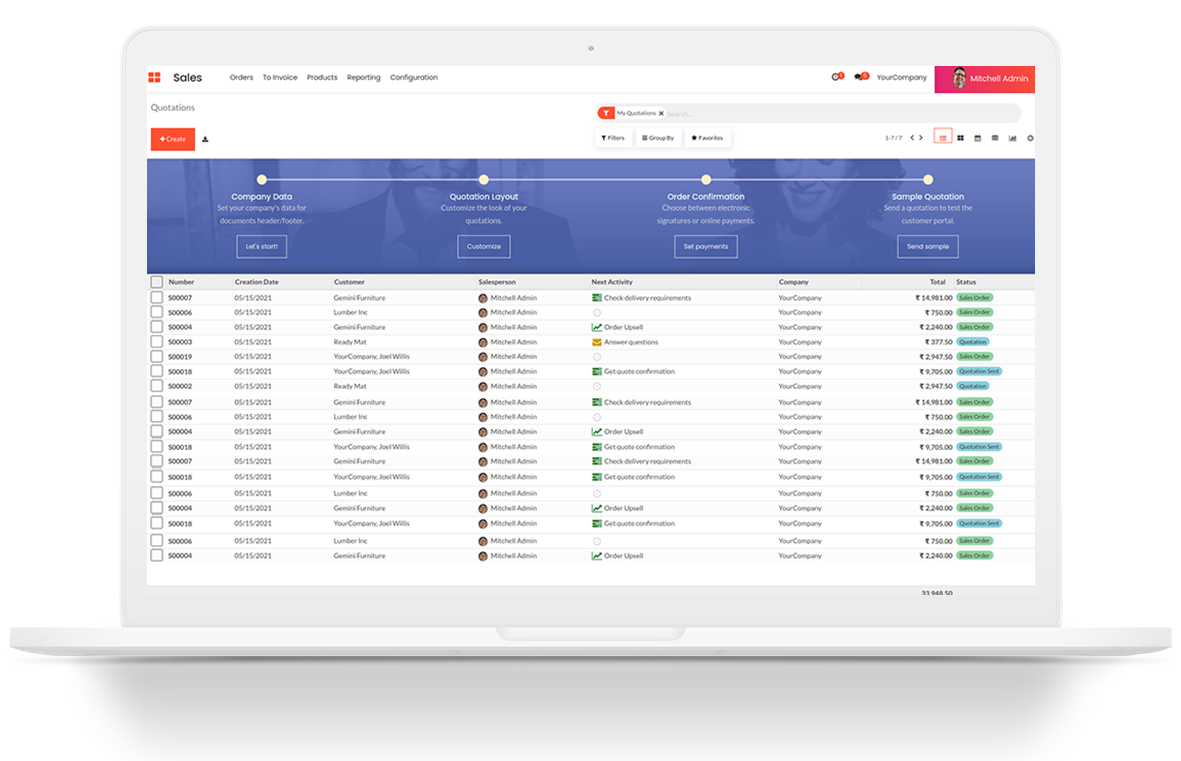 Sales Orders To Invoice Products Reporting Configuration YourCompany Mitchell Admin
Quotations
My Quotations Search...
Create Filters Group By Favorites 1-7 / 7
Company Data Quotation Layout Order Confirmation Sample Quotation
Set your company's data for Customize the look of your Choose between electronic Send a quotation to test the
documents header/footer. quotations. signatures or online payments. customer portal.
Let's start! Customize Set payments Send sample
Number Creation Date Customer Salesperson Next Activity Company Total Status
S00007 05/15/2021 Gemini Furniture Mitchell Admin Check delivery requirements YourCompany ₹ 14,981.00 Sales Order
S00006 05/15/2021 Lumber Inc Mitchell Admin YourCompany ₹ 750.00 Sales Order
S00004 05/15/2021 Gemini Furniture Mitchell Admin Order Upsell YourCompany ₹ 2,240.00 Sales Order
S00003 05/15/2021 Ready Mat Mitchell Admin Answer questions YourCompany ₹ 377.50 Quotation
S00019 05/15/2021 YourCompany, Joel Willis Mitchell Admin YourCompany ₹ 2,947.50 Sales Order
S00018 05/15/2021 YourCompany, Joel Willis Mitchell Admin Get quote confirmation YourCompany ₹ 9,705.00 Quotation Sent
S00002 05/15/2021 Ready Mat Mitchell Admin YourCompany ₹ 2,947.50 Quotation
S00007 05/15/2021 Gemini Furniture Mitchell Admin Check delivery requirements YourCompany ₹ 14,981.00 Sales Order
S00006 05/15/2021 Lumber Inc Mitchell Admin YourCompany ₹ 750.00 Sales Order
S00004 05/15/2021 Gemini Furniture Mitchell Admin Order Upsell YourCompany ₹ 2,240.00 Sales Order
S00018 05/15/2021 YourCompany, Joel Willis Mitchell Admin Get quote confirmation YourCompany ₹ 9,705.00 Quotation Sent
S00007 05/15/2021 Gemini Furniture Mitchell Admin Check delivery requirements YourCompany ₹ 14,981.00 Sales Order
S00018 05/15/2021 YourCompany, Joel Willis Mitchell Admin Get quote confirmation YourCompany ₹ 9,705.00 Quotation Sent
S00006 05/15/2021 Lumber Inc Mitchell Admin YourCompany ₹ 750.00 Sales Order
S00004 05/15/2021 Gemini Furniture Mitchell Admin Order Upsell YourCompany ₹ 2,240.00 Sales Order
S00018 05/15/2021 YourCompany, Joel Willis Mitchell Admin Get quote confirmation YourCompany ₹ 9,705.00 Quotation Sent
S00006 05/15/2021 Lumber Inc Mitchell Admin YourCompany ₹ 750.00 Sales Order
S00004 05/15/2021 Gemini Furniture Mitchell Admin Order Upsell YourCompany ₹ 2,240.00 Sales Order
33,948.50